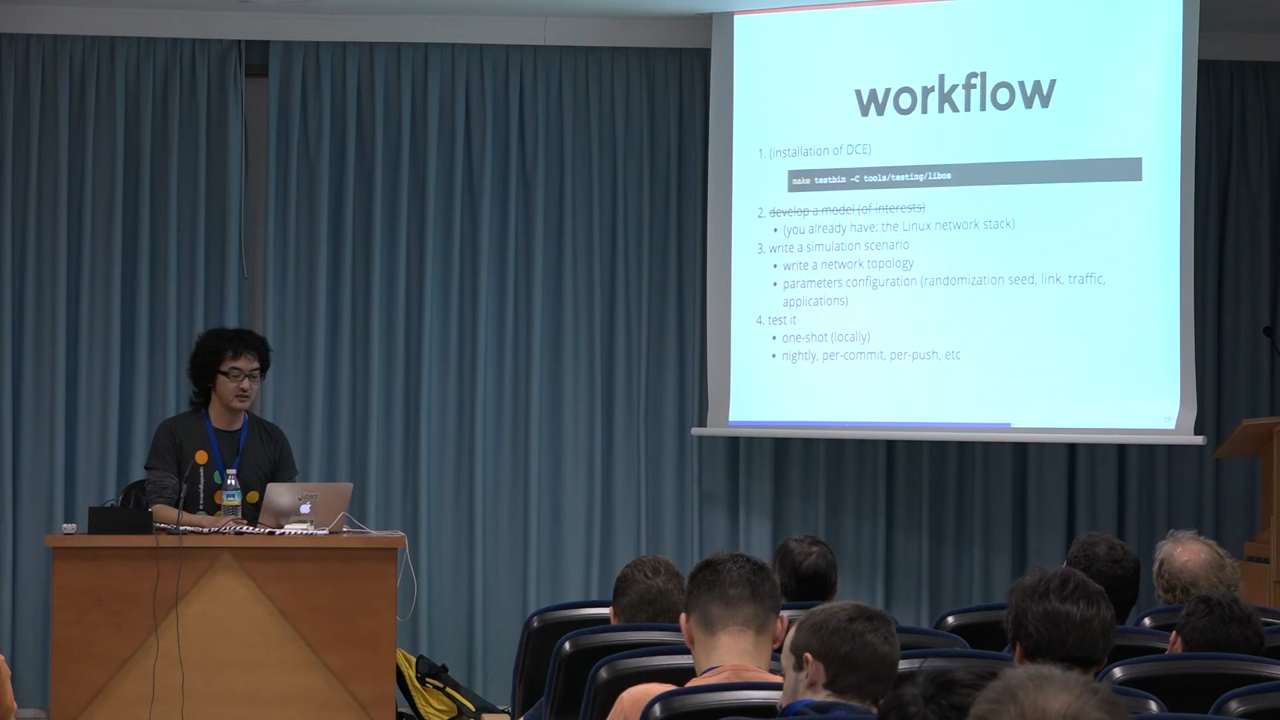 workflow
1. (installation of DCE)
make testbin -C tools/testing/libos
2. develop a model (of interests)
• (you already have: the Linux network stack)
3. write a simulation scenario
• write a network topology
• parameters configuration (randomization seed, link, traffic,
applications)
4. test it
• one-shot (locally)
• nightly, per-commit, per-push, etc